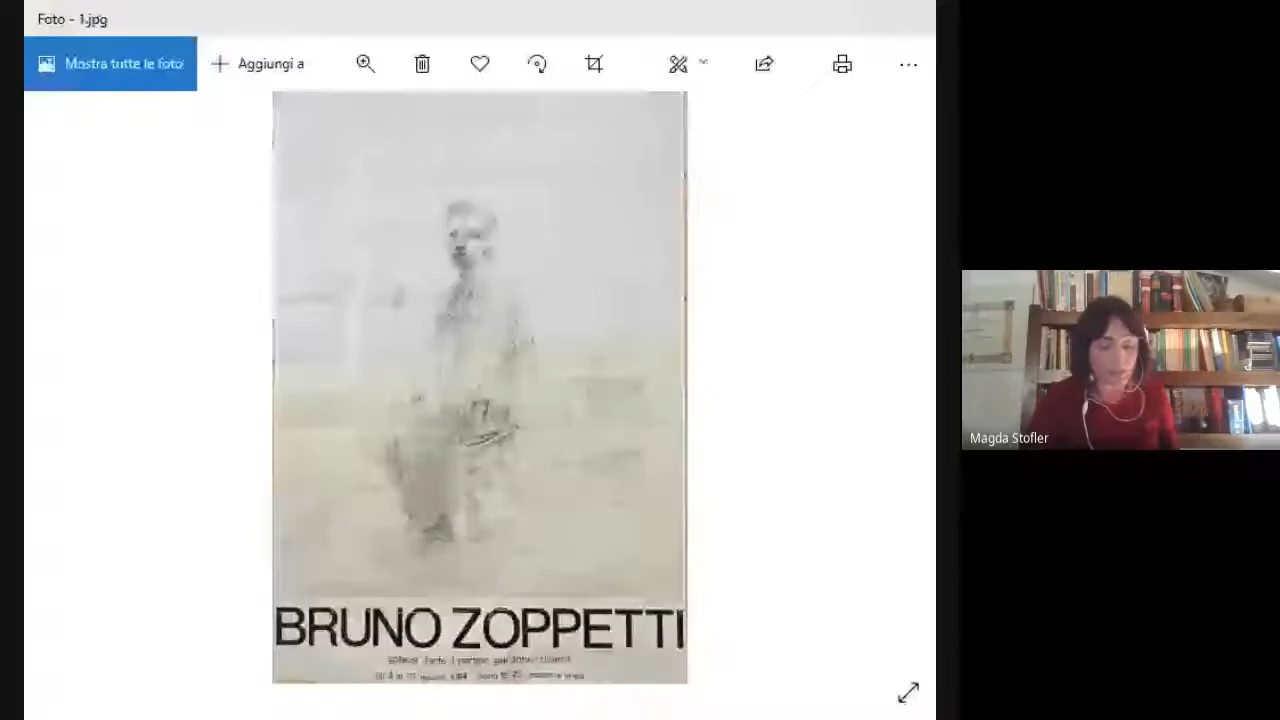 Foto - 1.jpg
Mostra tutte le foto
Aggiungi a
BRUNO ZOPPETTI
Magda Stofler